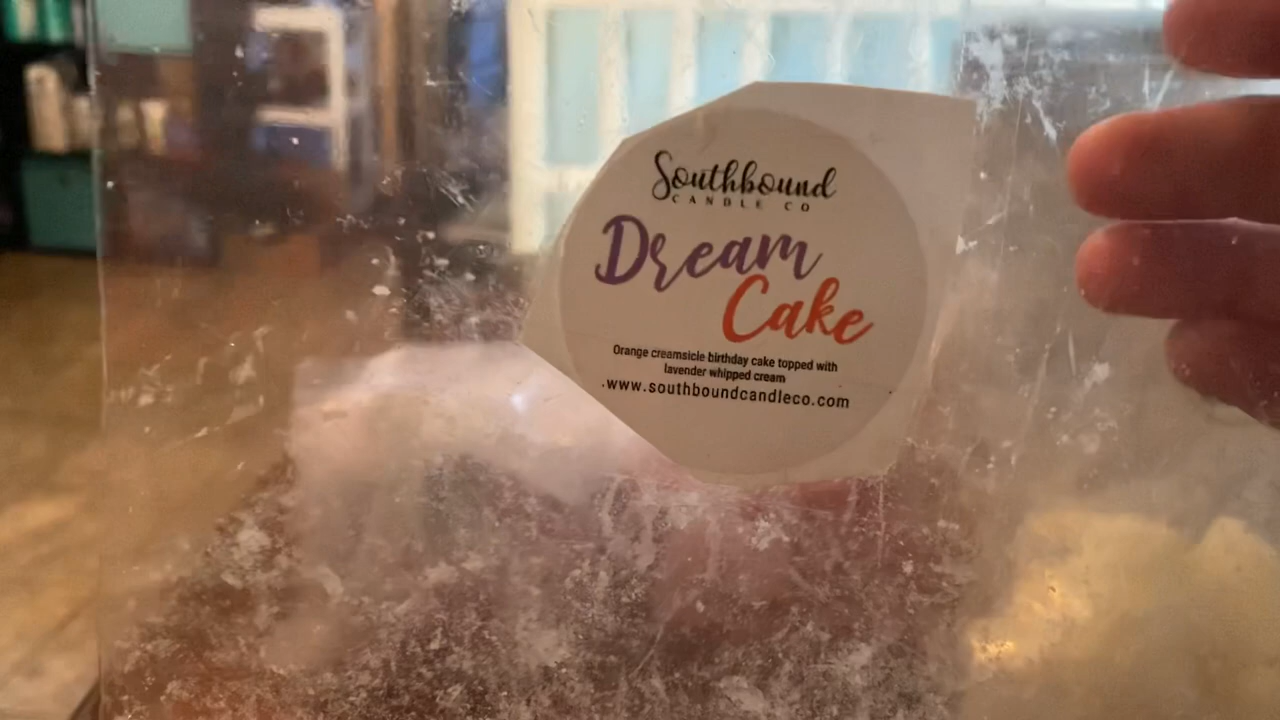 Southbound
CANDLE CO
Dream
Cake
Orange creamsicle birthday cake topped with
lavender whipped cream
www.southboundcandleco.com